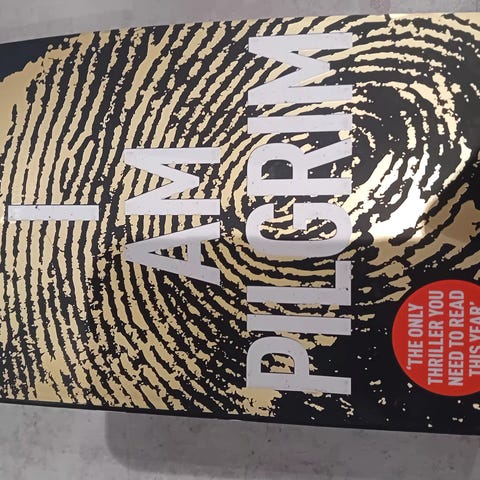 I
AM
PILGRIM
'THE ONLY
THRILLER YOU
NEED TO READ
THIS YEAR'